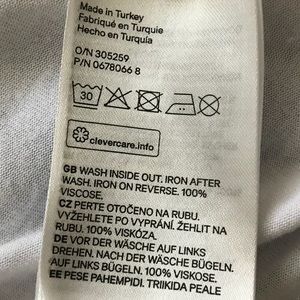 Made in Turkey
Fabriqué en Turquie
Hecho en Turquía
O/N 305259
P/N 0678066 8
30
clevercare.info
GB WASH INSIDE OUT. IRON AFTER
WASH. IRON ON REVERSE. 100%
VISCOSE.
CZ PERTE OTOČENO NA RUBU.
VYŽEHLETE PO VYPRÁNÍ. ŽEHLIT NA
RUBU. 100% VISKÓZA.
DE VOR DER WÄSCHE AUF LINKS
DREHEN. NACH DER WÄSCHE BÜGELN.
AUF LINKS BÜGELN. 100% VISKOSE.
EE PESE PAHEMPIDI. TRIIKIDA PEALE